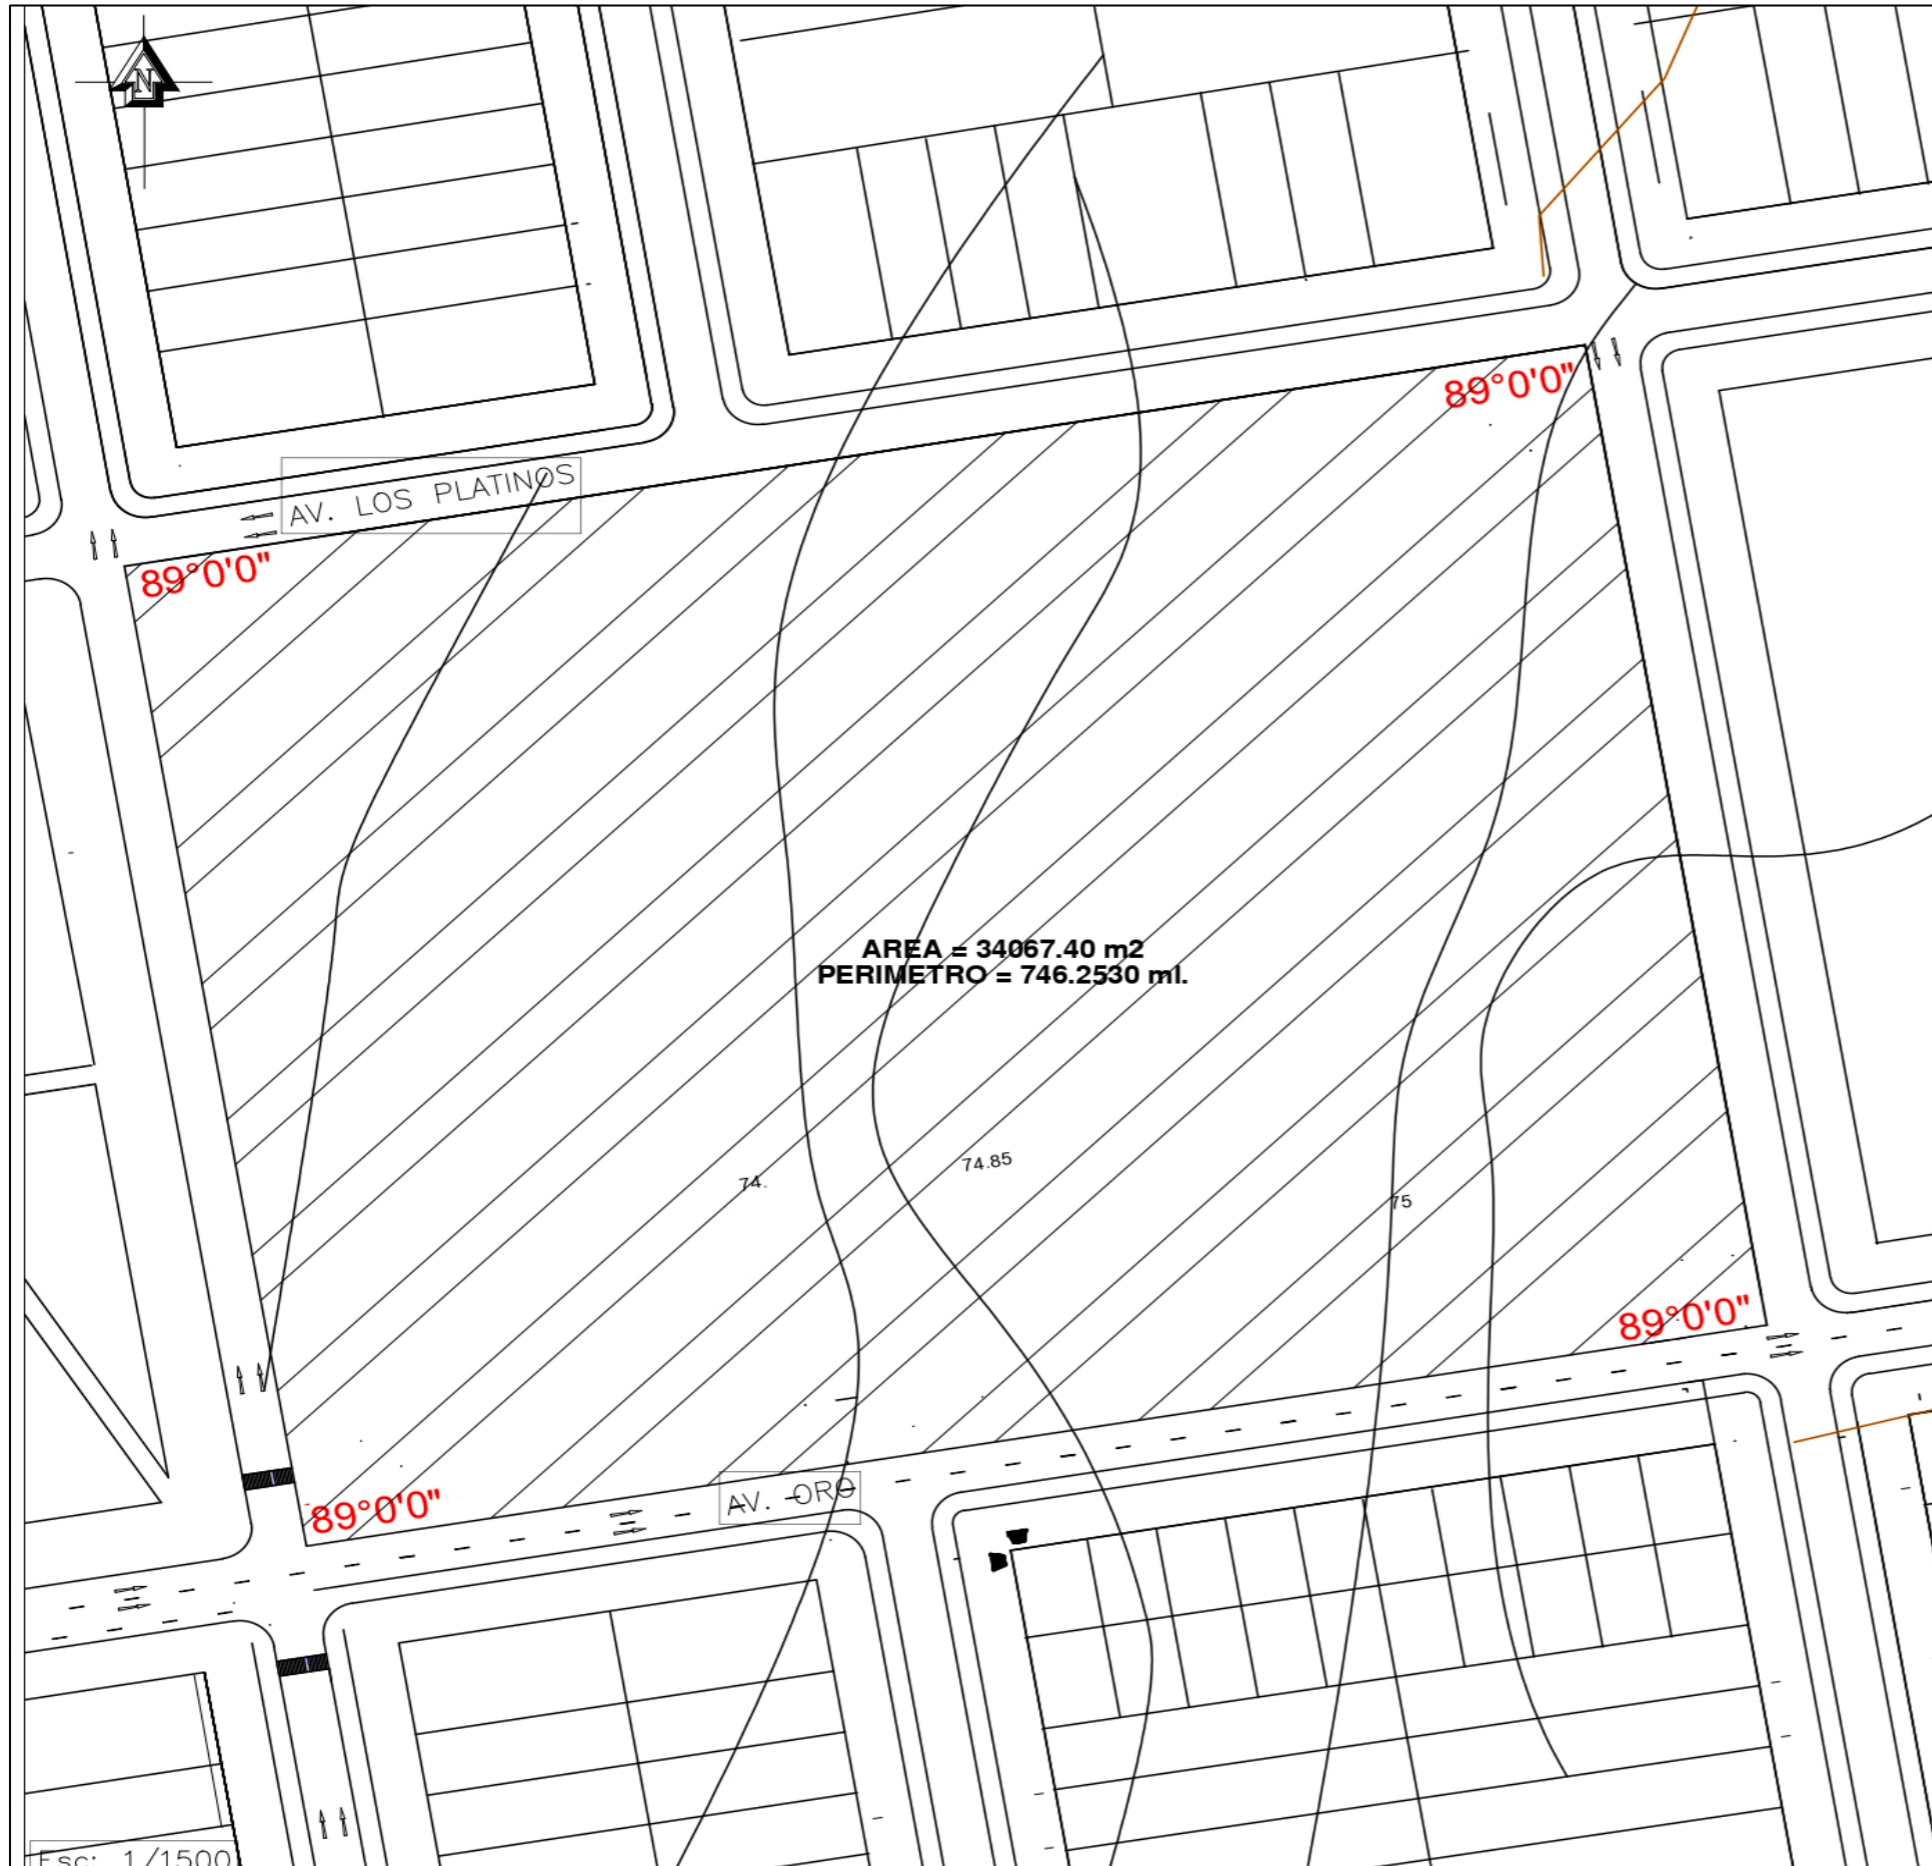 N
89°0'0"
AV. LOS PLATINOS
89°0'0"
AREA = 34067.40 m2
PERIMETRO = 746.2530 ml.
74.85
74.
75
89°0'0"
AV. ORO
89°0'0"
Esc: 1/1500